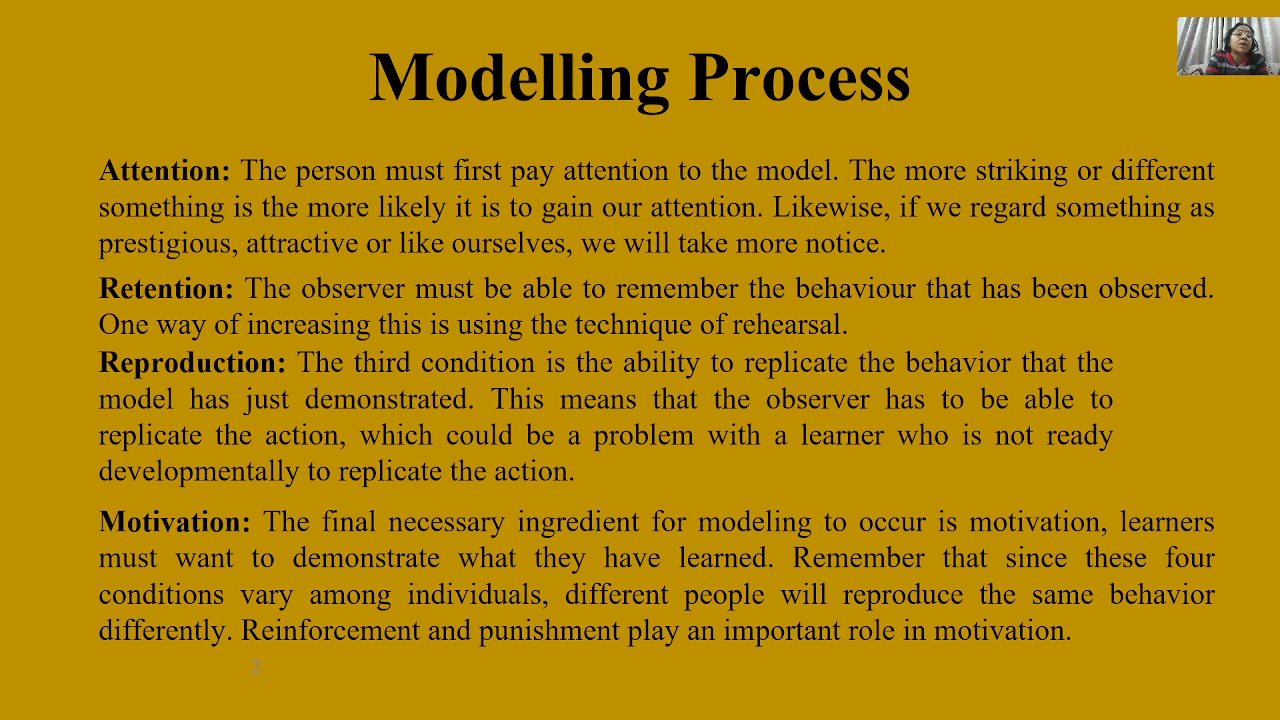 Modelling Process
Attention: The person must first pay attention to the model. The more striking or different
something is the more likely it is to gain our attention. Likewise, if we regard something as
prestigious, attractive or like ourselves, we will take more notice.
Retention: The observer must be able to remember the behaviour that has been observed.
One way of increasing this is using the technique of rehearsal.
Reproduction: The third condition is the ability to replicate the behavior that the
model has just demonstrated. This means that the observer has to be able to
replicate the action, which could be a problem with a learner who is not ready
developmentally to replicate the action.
Motivation: The final necessary ingredient for modeling to occur is motivation, learners
must want to demonstrate what they have learned. Remember that since these four
conditions vary among individuals, different people will reproduce the same behavior
differently. Reinforcement and punishment play an important role in motivation.